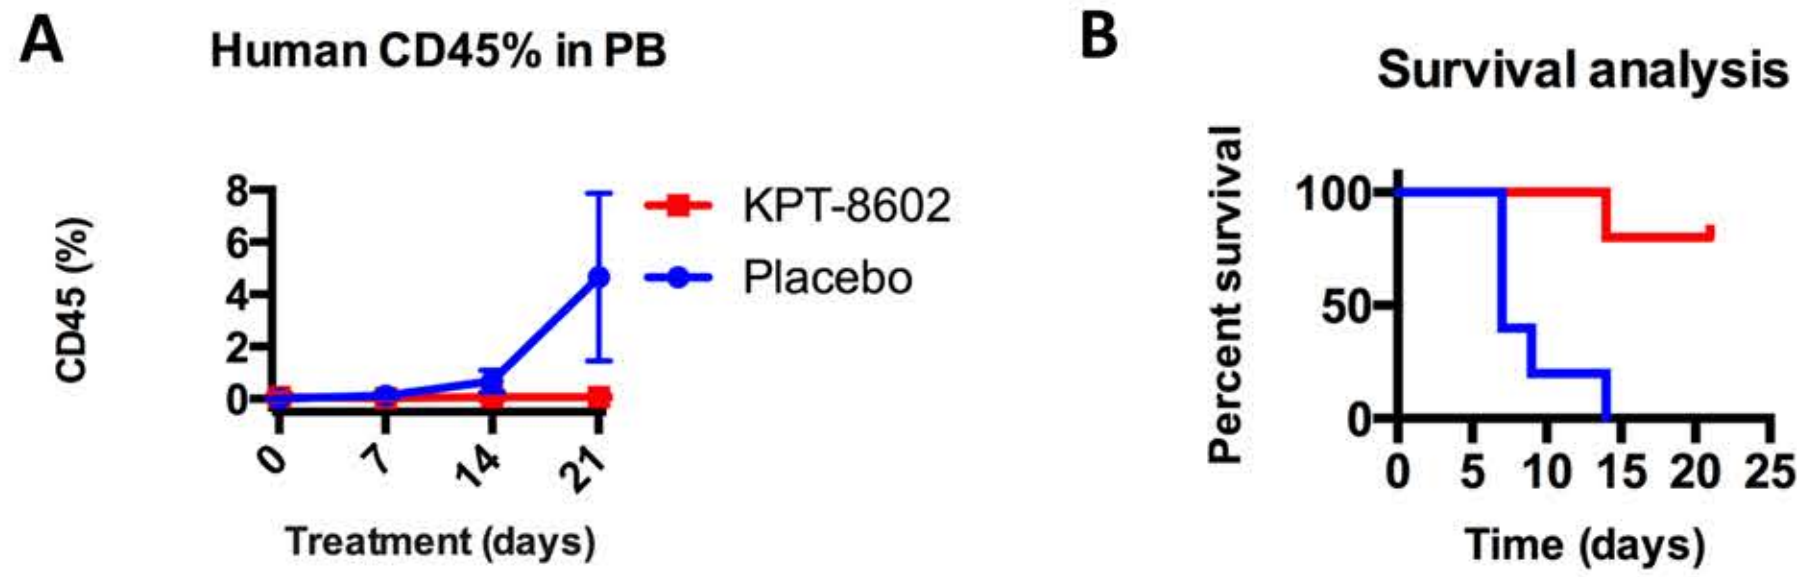 A
Human CD45% in PB
CD45 (%)
8
6
4
2
0
0 7 14 21
Treatment (days)
KPT-8602
Placebo
B
Survival analysis
Percent survival
100
50
0
0 5 10 15 20 25
Time (days)